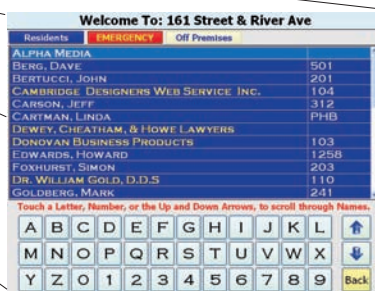 Welcome To: 161 Street & River Ave
Residents EMERGENCY Off Premises
ALPHA MEDIA
BERG, DAVE 501
BERTUCCI, JOHN 201
CAMBRIDGE DESIGNERS WEB SERVICE INC. 104
CARSON, JEFF 312
CARTMAN, LINDA PHB
DEWEY, CHEATHAM, & HOWE LAWYERS
DONOVAN BUSINESS PRODUCTS 103
EDWARDS, HOWARD 1258
FOXHURST, SIMON 203
DR. WILLIAM GOLD, D.D.S 110
GOLDBERG, MARK 241
Touch a Letter, Number, or the Up and Down Arrows, to scroll through Names.
A B C D E F G H I J K L
M N O P Q R S T U V W X
Y Z 0 1 2 3 4 5 6 7 8 9 Back